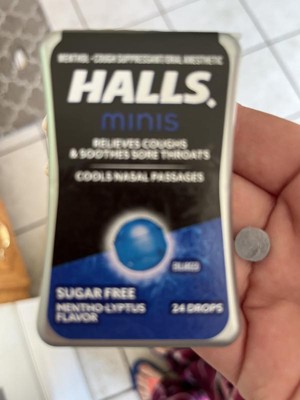 MENTHOL • COUGH SUPPRESSANT/ORAL ANESTHETIC
HALLS®
minis
RELIEVES COUGHS
& SOOTHES SORE THROATS
COOLS NASAL PASSAGES
SUGAR FREE
MENTHO-LYPTUS
FLAVOR
24 DROPS